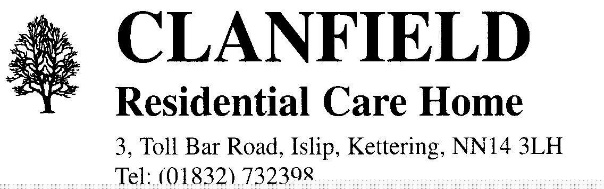 CLANFIELD
Residential Care Home
3, Toll Bar Road, Islip, Kettering, NN14 3LH
Tel: (01832) 732398